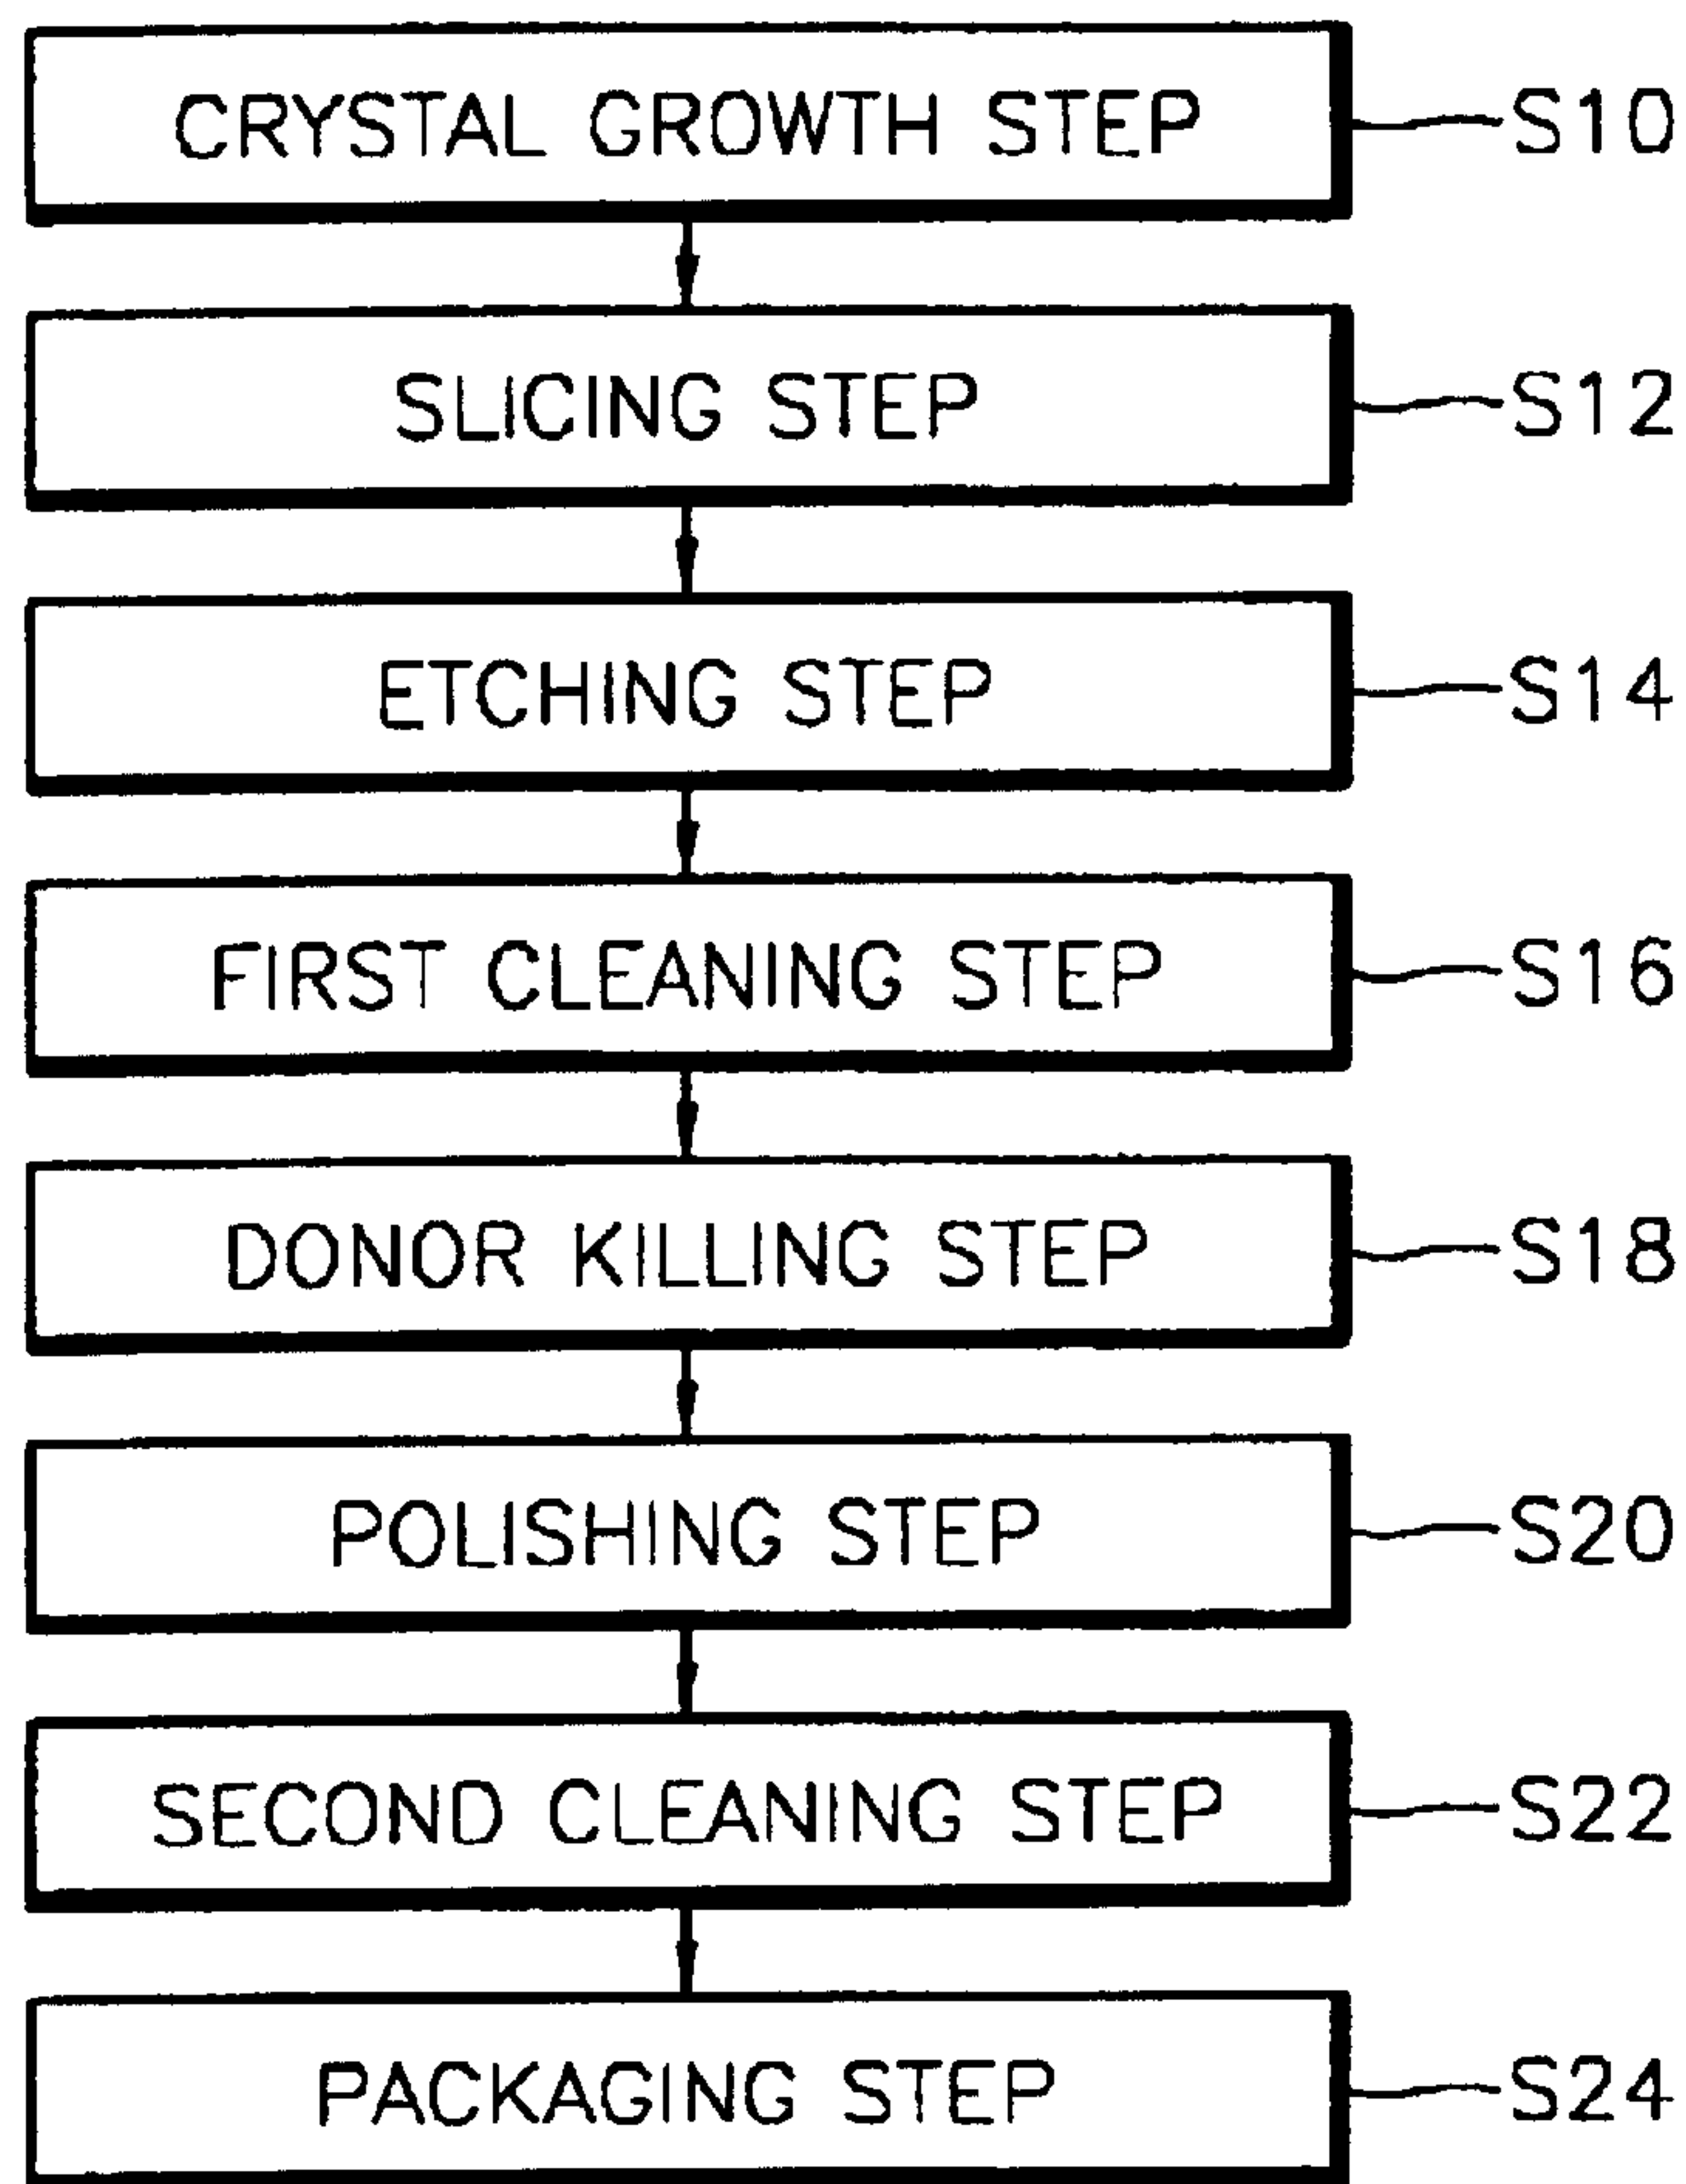 CRYSTAL GROWTH STEP S10
SLICING STEP S12
ETCHING STEP S14
FIRST CLEANING STEP S16
DONOR KILLING STEP S18
POLISHING STEP S20
SECOND CLEANING STEP S22
PACKAGING STEP S24